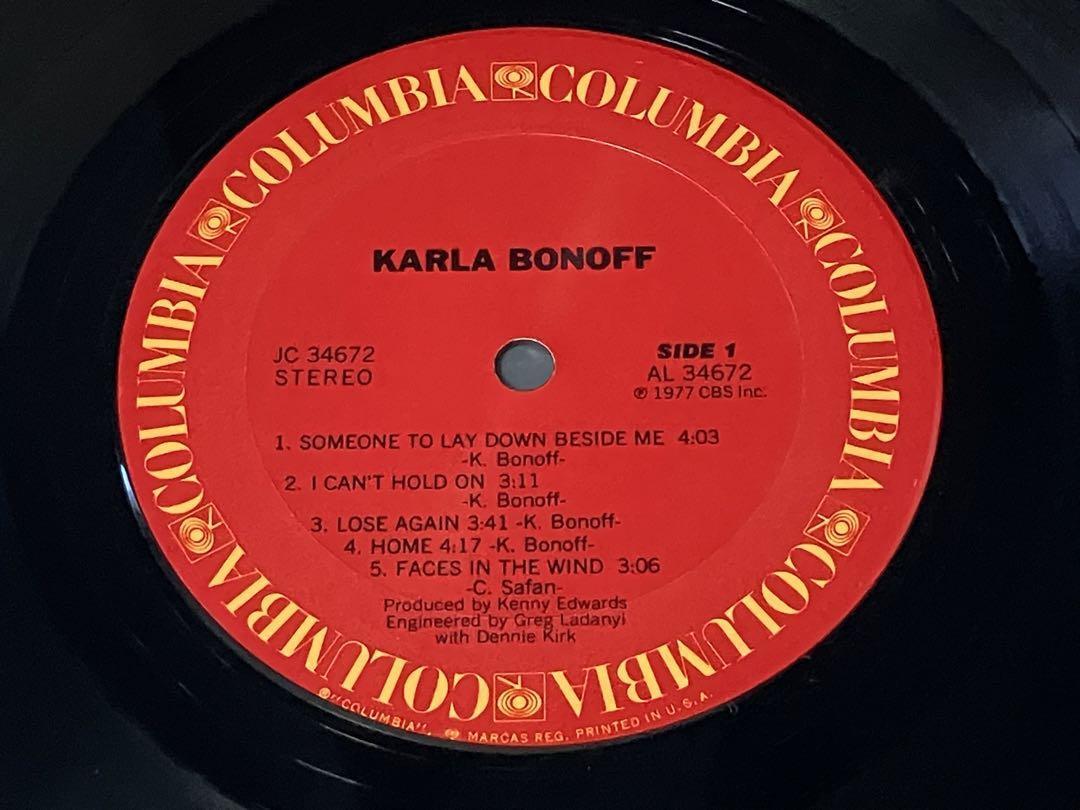 COLUMBIA COLUMBIA COLUMBIA COLUMBIA COLUMBIA COLUMBIA
KARLA BONOFF
JC 34672
STEREO
SIDE 1
AL 34672
℗ 1977 CBS Inc.
1. SOMEONE TO LAY DOWN BESIDE ME 4:03
-K. Bonoff-
2. I CAN'T HOLD ON 3:11
-K. Bonoff-
3. LOSE AGAIN 3:41 -K. Bonoff-
4. HOME 4:17 -K. Bonoff-
5. FACES IN THE WIND 3:06
-C. Safan-
Produced by Kenny Edwards
Engineered by Greg Ladanyi
with Dennie Kirk
®"COLUMBIA", MARCAS REG. PRINTED IN U.S.A.